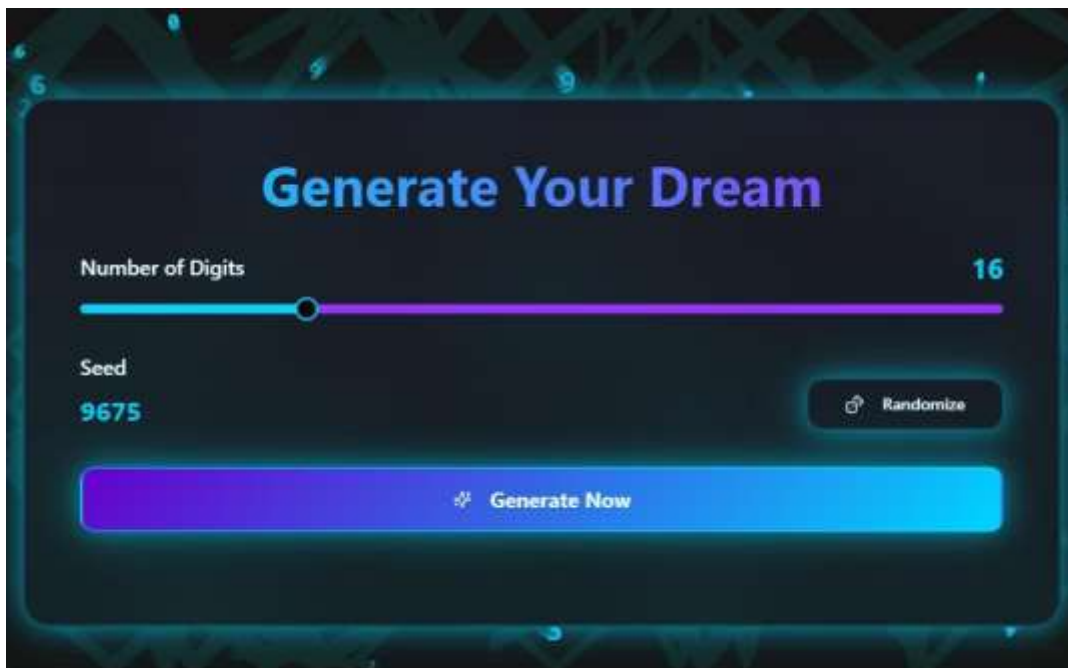 Generate Your Dream
Number of Digits 16
Seed
9675
Randomize
Generate Now